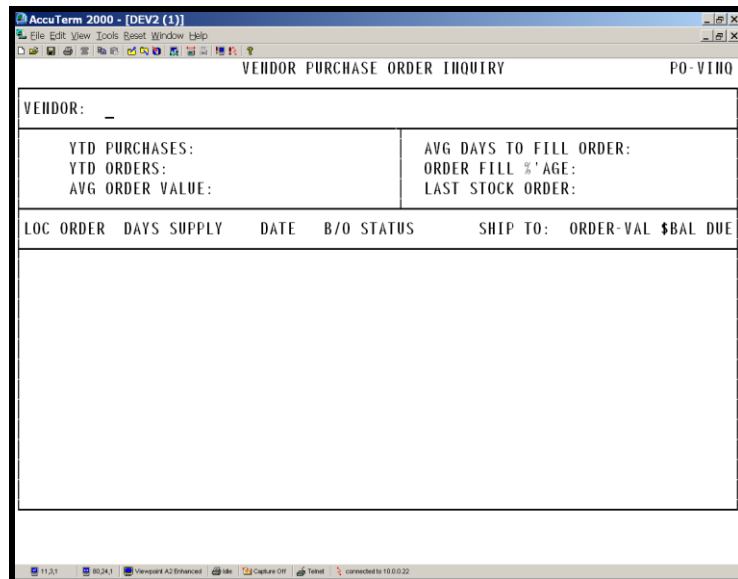 AccuTerm 2000 - [DEV2 (1)]
File Edit View Tools Reset Window Help
VENDOR PURCHASE ORDER INQUIRY PO-VINQ
VENDOR: _
YTD PURCHASES: AVG DAYS TO FILL ORDER:
YTD ORDERS: ORDER FILL %'AGE:
AVG ORDER VALUE: LAST STOCK ORDER:
LOC ORDER DAYS SUPPLY DATE B/O STATUS SHIP TO: ORDER-VAL $BAL DUE
11,3,1 80,24,1 Viewpoint A2 Enhanced Idle Capture Off Telnet connected to 10.0.0.22